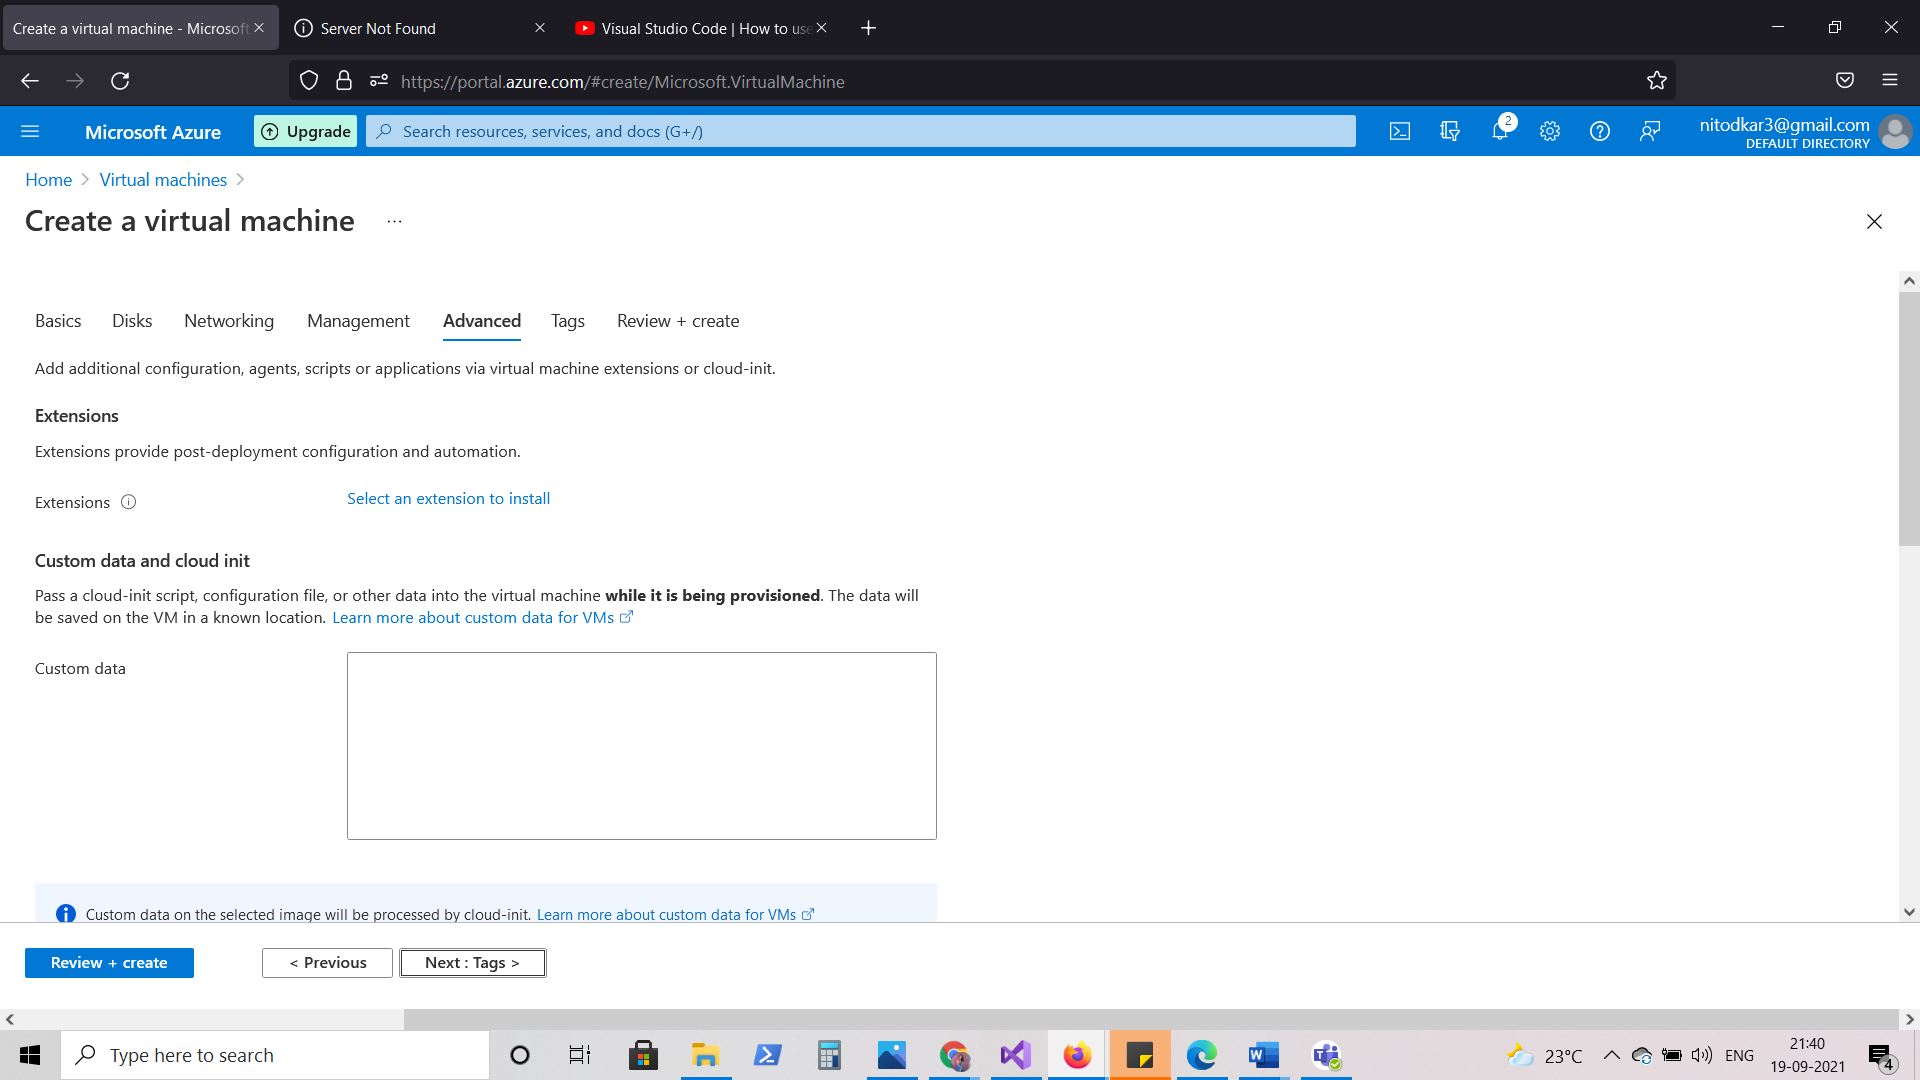 Create a virtual machine - Microsoft
Server Not Found
Visual Studio Code | How to use
https://portal.azure.com/#create/Microsoft.VirtualMachine
Microsoft Azure
Upgrade
Search resources, services, and docs (G+/)
2
nitodkar3@gmail.com
DEFAULT DIRECTORY
Home > Virtual machines >
Create a virtual machine ...
Basics Disks Networking Management Advanced Tags Review + create
Add additional configuration, agents, scripts or applications via virtual machine extensions or cloud-init.
Extensions
Extensions provide post-deployment configuration and automation.
Extensions
Select an extension to install
Custom data and cloud init
Pass a cloud-init script, configuration file, or other data into the virtual machine while it is being provisioned. The data will
be saved on the VM in a known location. Learn more about custom data for VMs
Custom data
Custom data on the selected image will be processed by cloud-init. Learn more about custom data for VMs
Review + create
< Previous
Next : Tags >
Type here to search
23°C
ENG
21:40
19-09-2021
4